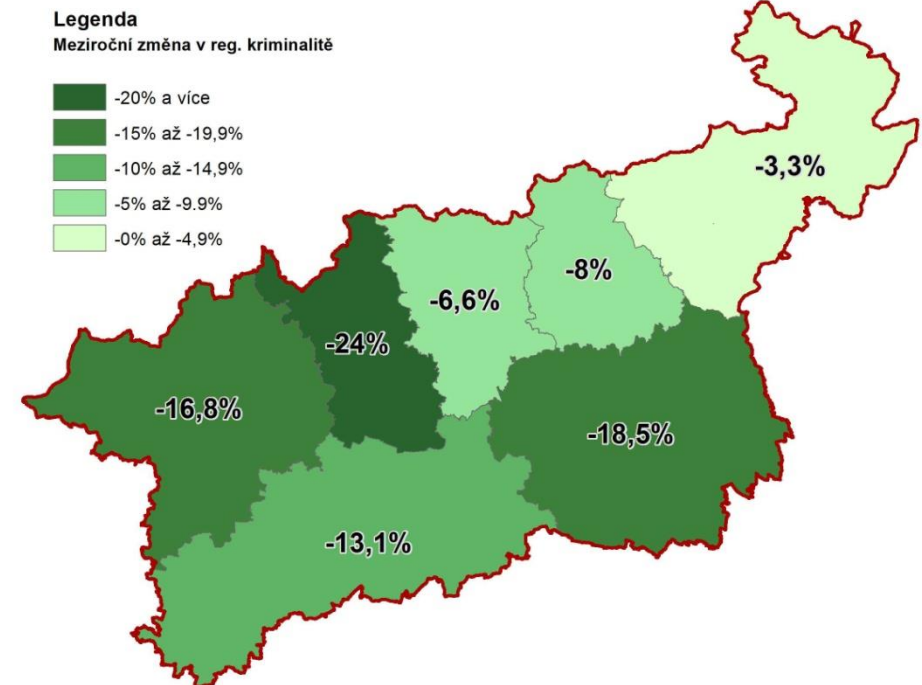 Legenda
Meziroční změna v reg. kriminalitě
-20% a více
-15% až -19,9%
-10% až -14,9%
-5% až -9.9%
-0% až -4,9%
-3,3%
-8%
-6,6%
-24%
-16,8%
-18,5%
-13,1%